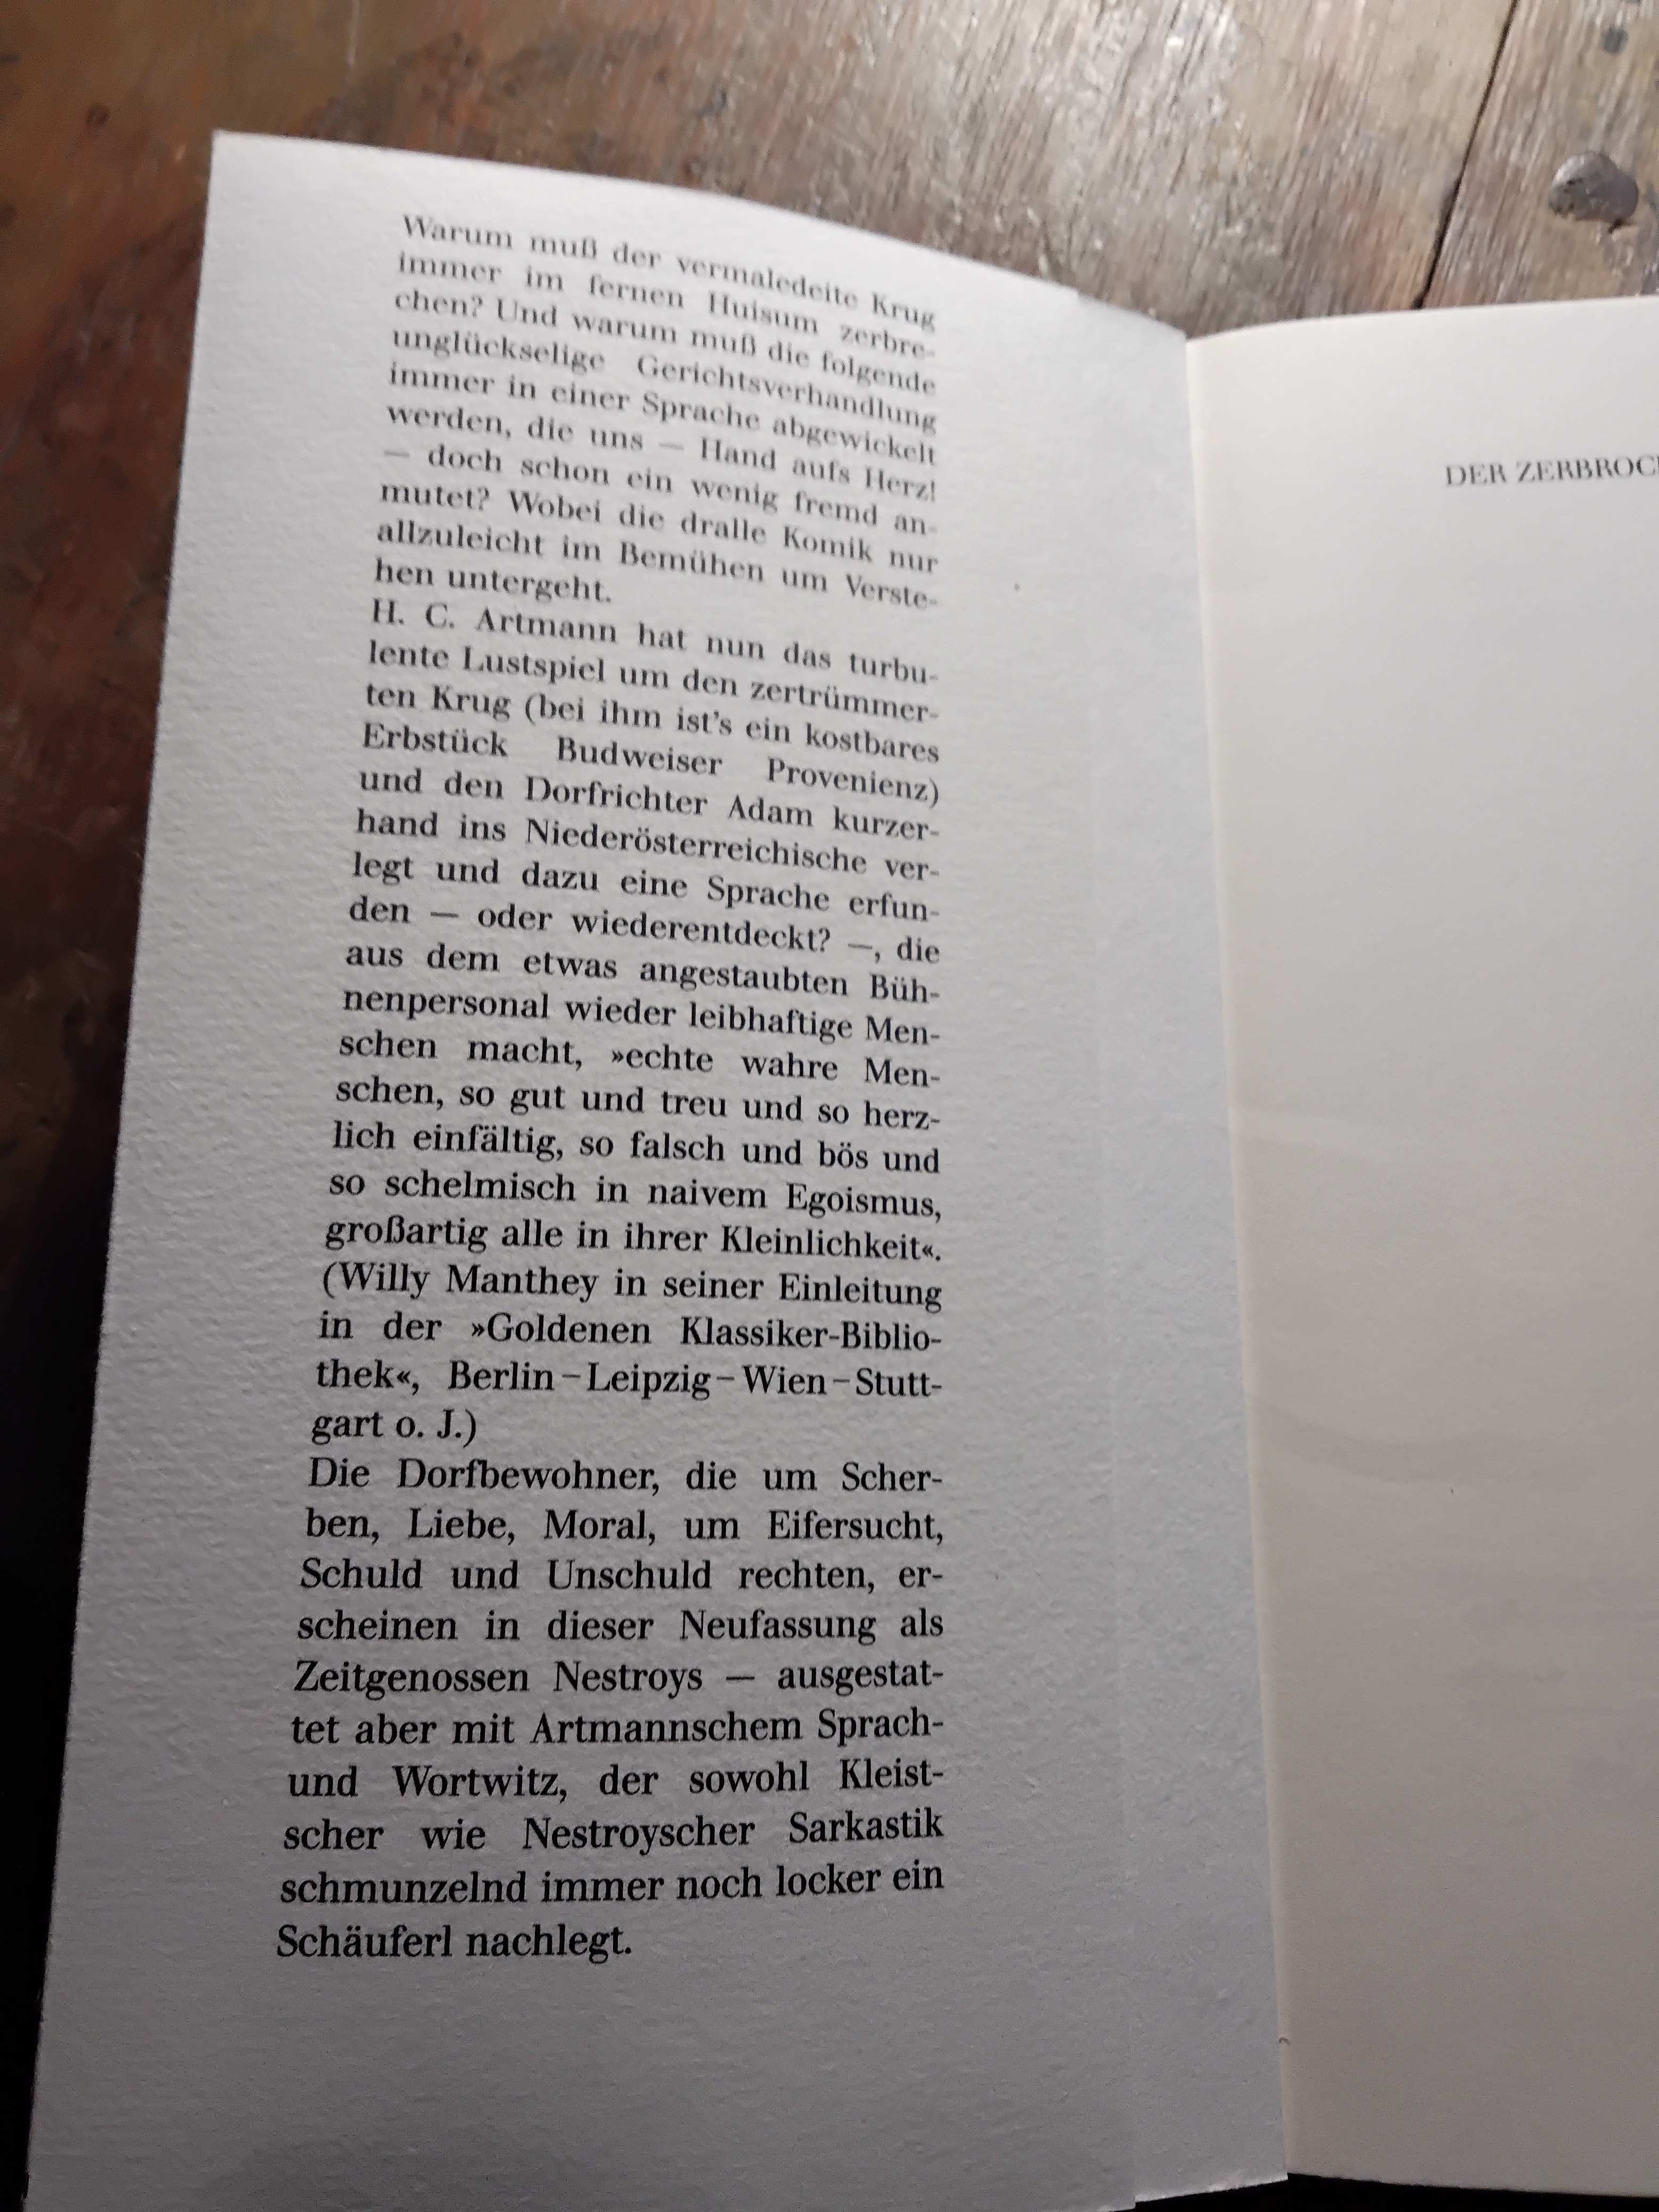 Warum muß der vermaledeite Krug
immer im fernen Huisum zerbre-
chen? Und warum muß die folgende
unglückselige Gerichtsverhandlung
immer in einer Sprache abgewickelt
werden, die uns — Hand aufs Herz!
— doch schon ein wenig fremd an-
mutet? Wobei die dralle Komik nur
allzuleicht im Bemühen um Verste-
hen untergeht.
H. C. Artmann hat nun das turbu-
lente Lustspiel um den zertrümmer-
ten Krug (bei ihm ist's ein kostbares
Erbstück Budweiser Provenienz)
und den Dorfrichter Adam kurzer-
hand ins Niederösterreichische ver-
legt und dazu eine Sprache erfun-
den — oder wiederentdeckt? —, die
aus dem etwas angestaubten Büh-
nenpersonal wieder leibhaftige Men-
schen macht, »echte wahre Men-
schen, so gut und treu und so herz-
lich einfältig, so falsch und bös und
so schelmisch in naivem Egoismus,
großartig alle in ihrer Kleinlichkeit«.
(Willy Manthey in seiner Einleitung
in der »Goldenen Klassiker-Biblio-
thek«, Berlin–Leipzig–Wien–Stutt-
gart o. J.)
Die Dorfbewohner, die um Scher-
ben, Liebe, Moral, um Eifersucht,
Schuld und Unschuld rechten, er-
scheinen in dieser Neufassung als
Zeitgenossen Nestroys — ausgestat-
tet aber mit Artmannschem Sprach-
und Wortwitz, der sowohl Kleist-
scher wie Nestroyscher Sarkastik
schmunzelnd immer noch locker ein
Schäuferl nachlegt.
DER ZERBROC